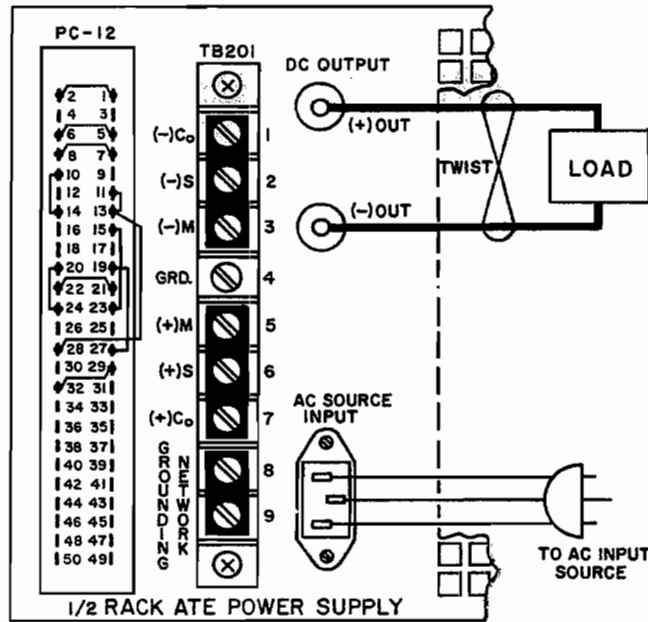 PC-12
2 1
4 3
6 5
8 7
10 9
12 11
14 13
16 15
18 17
20 19
22 21
24 23
26 25
28 27
30 29
32 31
34 33
36 35
38 37
40 39
42 41
44 43
46 45
48 47
50 49
TB201
(-)Co 1
(-)S 2
(-)M 3
GRD. 4
(+)M 5
(+)S 6
(+)Co 7
8
9
GROUNDING
NETWORK
DC OUTPUT
(+)OUT
TWIST
(-)OUT
LOAD
AC SOURCE
INPUT
TO AC INPUT
SOURCE
1/2 RACK ATE POWER SUPPLY